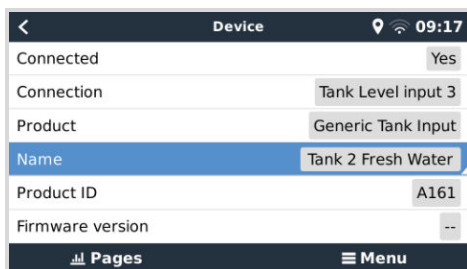 Device 09:17
Connected Yes
Connection Tank Level input 3
Product Generic Tank Input
Name Tank 2 Fresh Water
Product ID A161
Firmware version --
Pages Menu